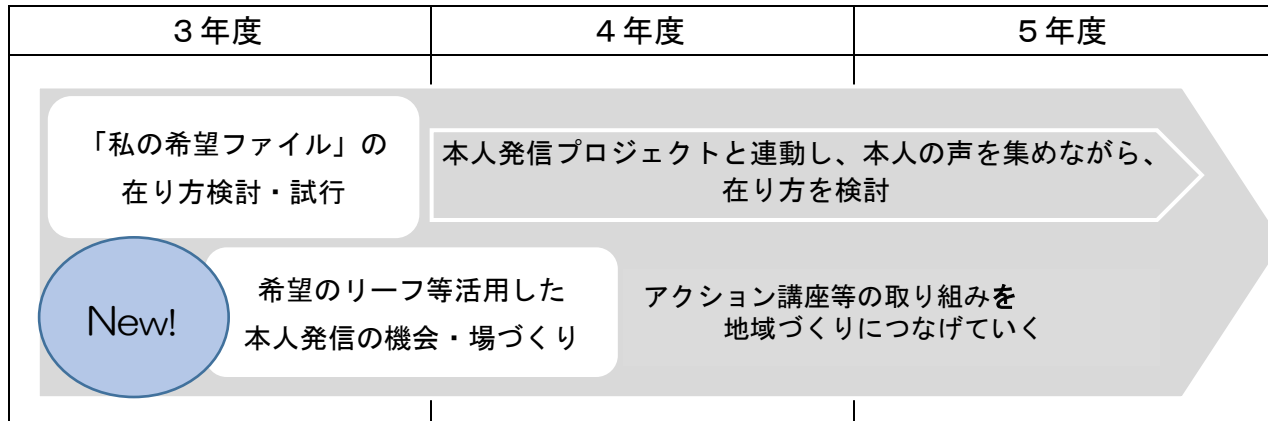 ３年度
４年度
５年度
「私の希望ファイル」の
在り方検討・試行
本人発信プロジェクトと連動し、本人の声を集めながら、
在り方を検討
New!
希望のリーフ等活用した
本人発信の機会・場づくり
アクション講座等の取り組みを
地域づくりにつなげていく